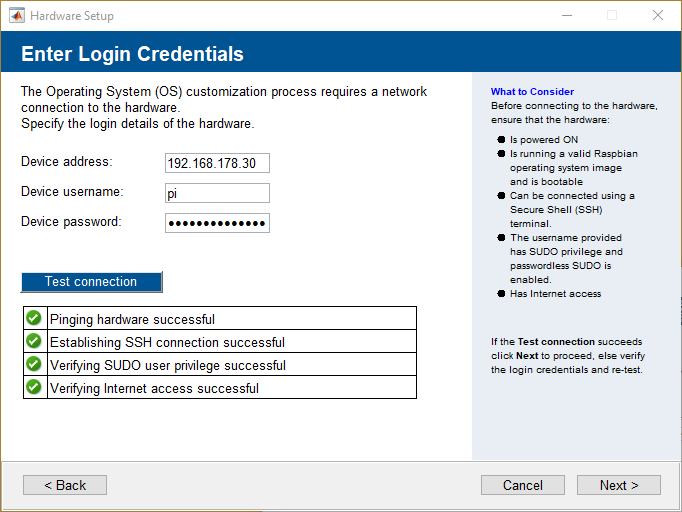 Hardware Setup
Enter Login Credentials
The Operating System (OS) customization process requires a network
connection to the hardware.
Specify the login details of the hardware.
Device address: 192.168.178.30
Device username: pi
Device password: ••••••••••••••
Test connection
Pinging hardware successful
Establishing SSH connection successful
Verifying SUDO user privilege successful
Verifying Internet access successful
What to Consider
Before connecting to the hardware,
ensure that the hardware:
● Is powered ON
● Is running a valid Raspbian
operating system image
and is bootable
● Can be connected using a
Secure Shell (SSH)
terminal.
● The username provided
has SUDO privilege and
passwordless SUDO is
enabled.
● Has Internet access
If the Test connection succeeds
click Next to proceed, else verify
the login credentials and re-test.
< Back
Cancel
Next >